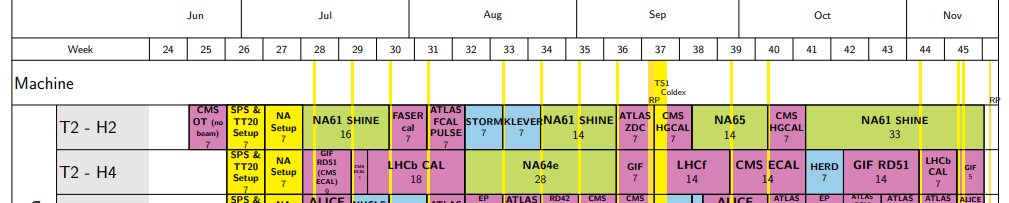 Jun Jul Aug Sep Oct Nov
Week 24 25 26 27 28 29 30 31 32 33 34 35 36 37 38 39 40 41 42 43 44 45
Machine
TS1
Coldex
RP RP
T2 - H2
CMS OT (no beam) 7
SPS & TT20 Setup 7
NA Setup 7
NA61 SHINE 16
FASER cal 7
ATLAS FCAL PULSE 7
STORM 7
KLEVER 7
NA61 SHINE 14
ATLAS ZDC 7
CMS HGCAL 7
NA65 14
CMS HGCAL 7
NA61 SHINE 33
T2 - H4
SPS & TT20 Setup 7
NA Setup 7
GIF RD51 (CMS ECAL) 9
CMS ECAL
LHCb CAL 18
NA64e 28
GIF 7
LHCf 14
CMS ECAL 14
HERD 7
GIF RD51 14
LHCb CAL 7
GIF 5
SPS & NA ALICE ATLAS EP ATLAS RD42 CMS CMS ALICE ATLAS EP ATLAS ATLAS ALICE